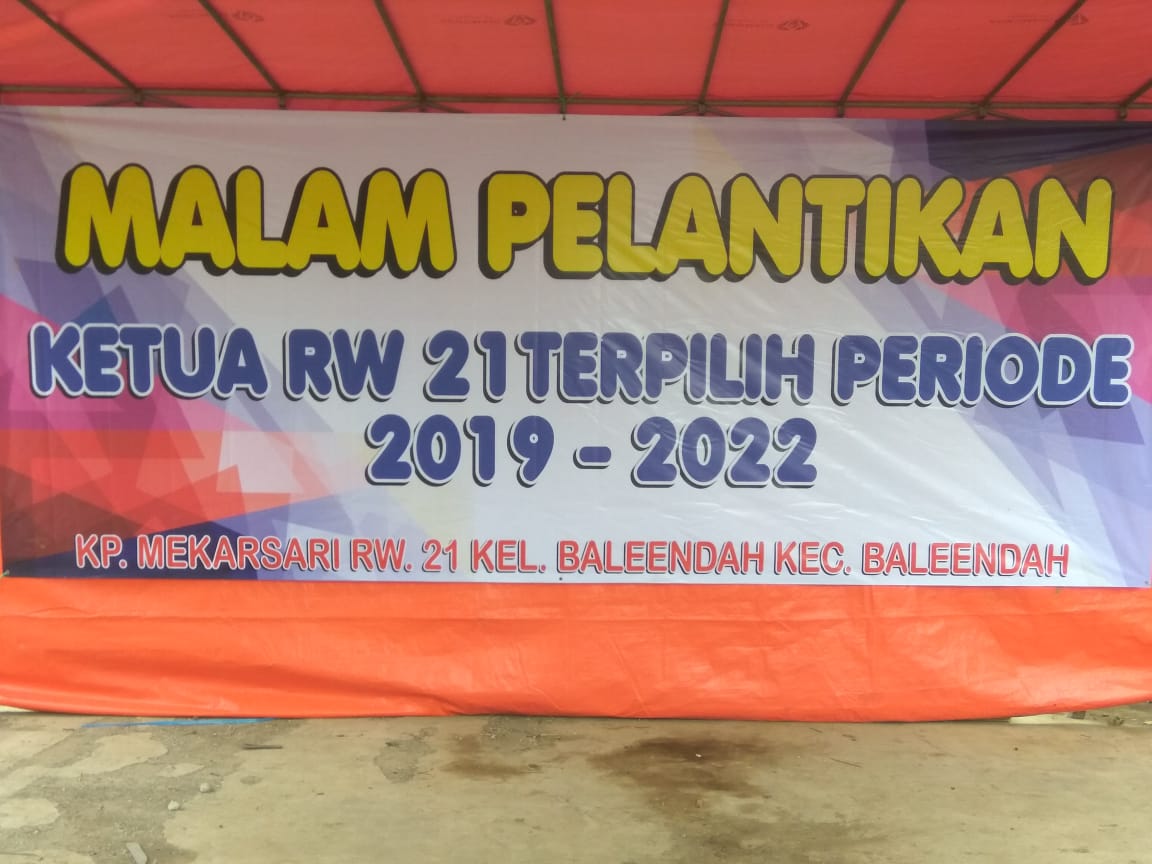 MALAM PELANTIKAN
KETUA RW 21 TERPILIH PERIODE
2019 - 2022
KP. MEKARSARI RW. 21 KEL. BALEENDAH KEC. BALEENDAH